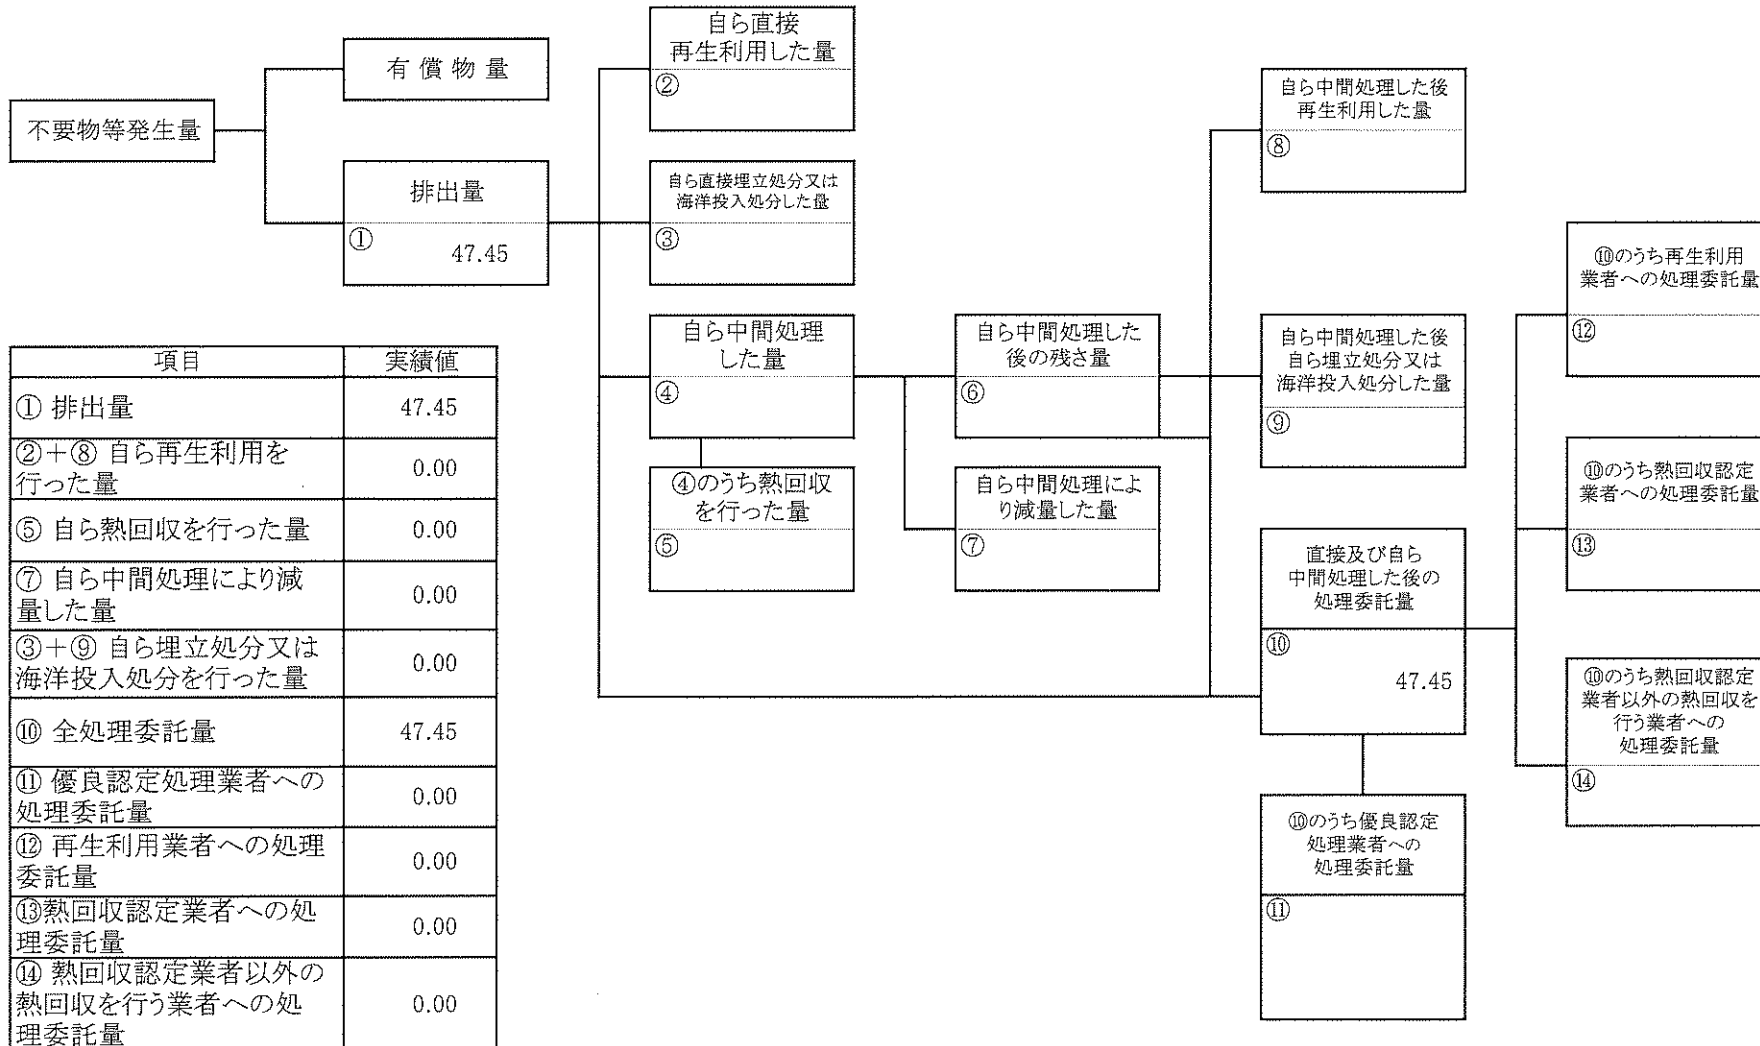 不要物等発生量
有 償 物 量
排出量
①
47.45
自ら直接
再生利用した量
②
自ら直接埋立処分又は
海洋投入処分した量
③
自ら中間処理
した量
④
④のうち熱回収
を行った量
⑤
自ら中間処理した
後の残さ量
⑥
自ら中間処理によ
り減量した量
⑦
自ら中間処理した後
再生利用した量
⑧
自ら中間処理した後
自ら埋立処分又は
海洋投入処分した量
⑨
直接及び自ら
中間処理した後の
処理委託量
⑩
47.45
⑩のうち優良認定
処理業者への
処理委託量
⑪
⑩のうち再生利用
業者への処理委託量
⑫
⑩のうち熱回収認定
業者への処理委託量
⑬
⑩のうち熱回収認定
業者以外の熱回収を
行う業者への
処理委託量
⑭
項目 実績値
① 排出量 47.45
②+⑧ 自ら再生利用を
行った量 0.00
⑤ 自ら熱回収を行った量 0.00
⑦ 自ら中間処理により減
量した量 0.00
③+⑨ 自ら埋立処分又は
海洋投入処分を行った量 0.00
⑩ 全処理委託量 47.45
⑪ 優良認定処理業者への
処理委託量 0.00
⑫ 再生利用業者への処理
委託量 0.00
⑬熱回収認定業者への処
理委託量 0.00
⑭ 熱回収認定業者以外の
熱回収を行う業者への処
理委託量 0.00